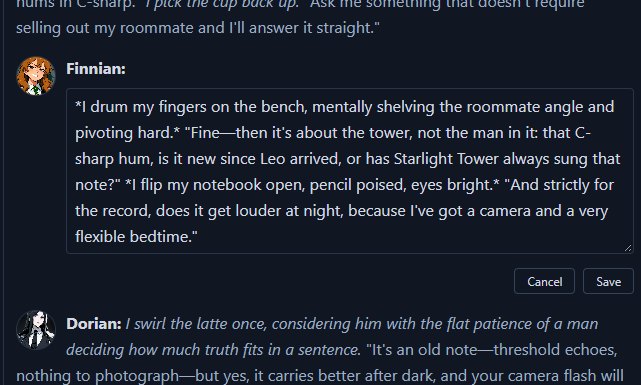 hums in C-sharp. "I pick the cup back up. "Ask me something that doesn't require
selling out my roommate and I'll answer it straight."
Finnian:
*I drum my fingers on the bench, mentally shelving the roommate angle and
pivoting hard.* "Fine—then it's about the tower, not the man in it: that C-
sharp hum, is it new since Leo arrived, or has Starlight Tower always sung that
note?" *I flip my notebook open, pencil poised, eyes bright.* "And strictly for
the record, does it get louder at night, because I've got a camera and a very
flexible bedtime."
Cancel
Save
Dorian: I swirl the latte once, considering him with the flat patience of a man
deciding how much truth fits in a sentence. "It's an old note—threshold echoes,
nothing to photograph—but yes, it carries better after dark, and your camera flash will